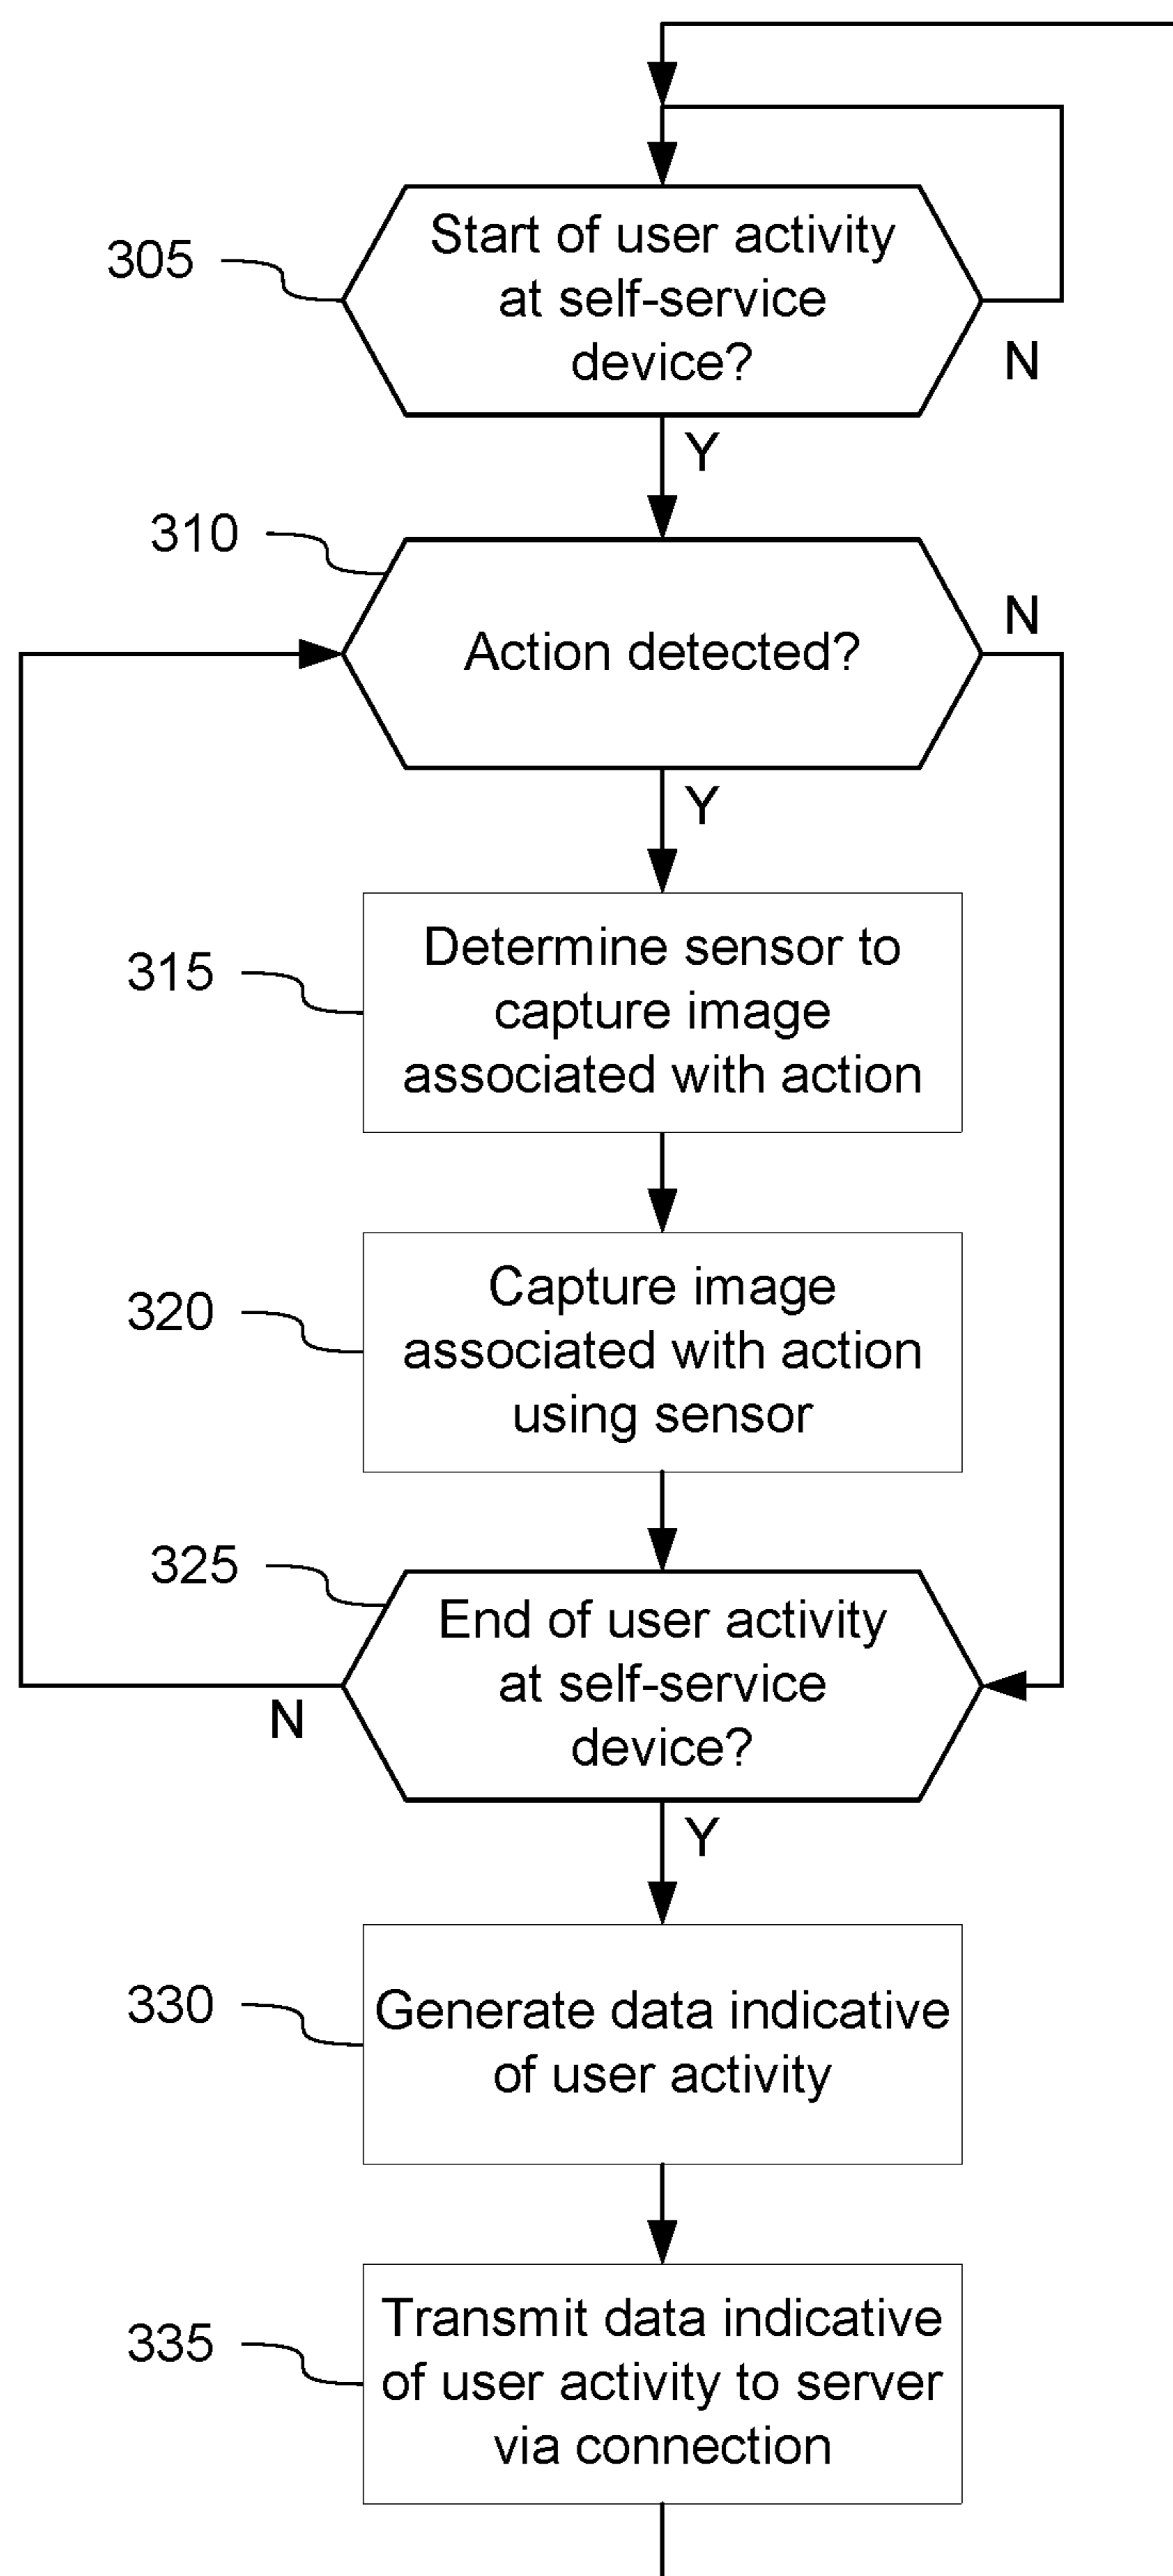 305
Start of user activity
at self-service
device?
N
Y
310
Action detected?
N
Y
315
Determine sensor to
capture image
associated with action
320
Capture image
associated with action
using sensor
325
End of user activity
at self-service
device?
N
Y
330
Generate data indicative
of user activity
335
Transmit data indicative
of user activity to server
via connection